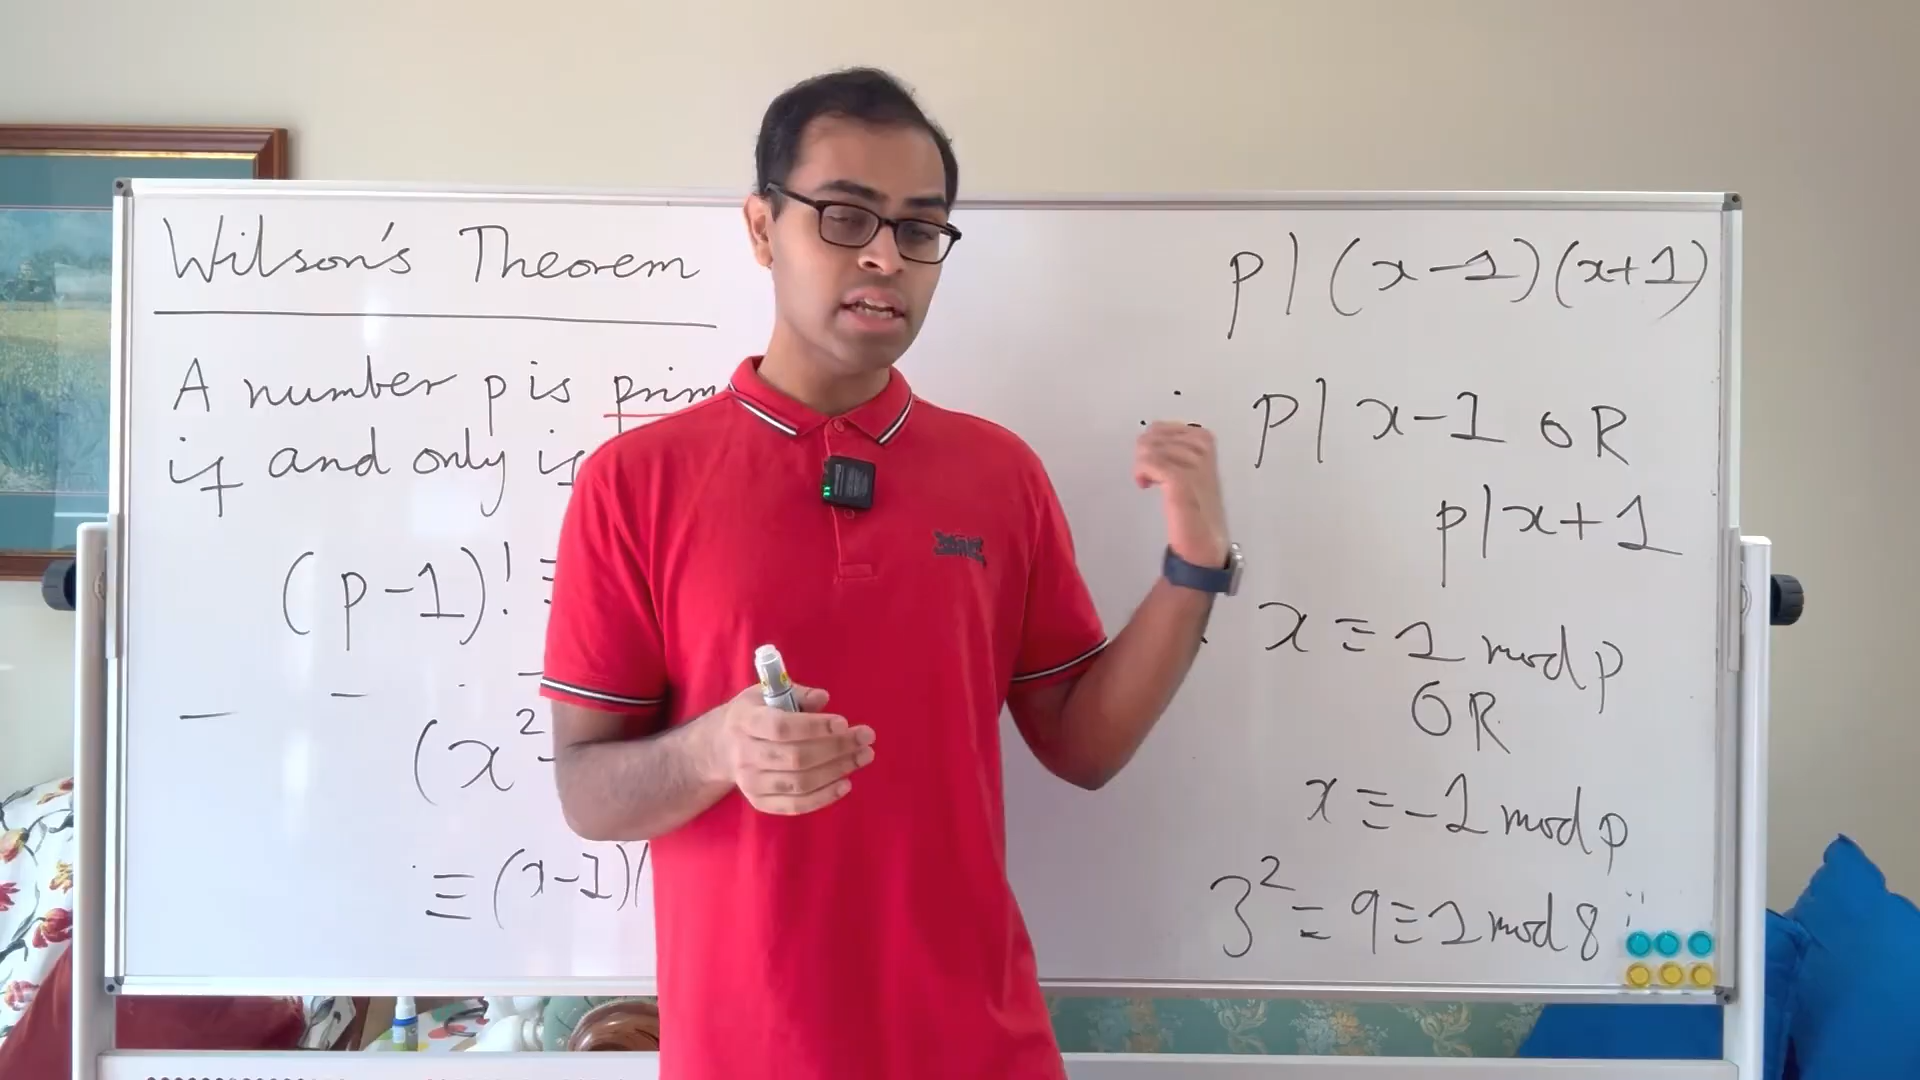 Wilson's Theorem
A number p is prim
if and only if
(p-1)! ≡
(x²-
≡ (x-1)(
p | (x-1)(x+1)
∴ p | x-1 OR
p | x+1
x ≡ 1 mod p
OR
x ≡ -1 mod p
3² = 9 ≡ 1 mod 8